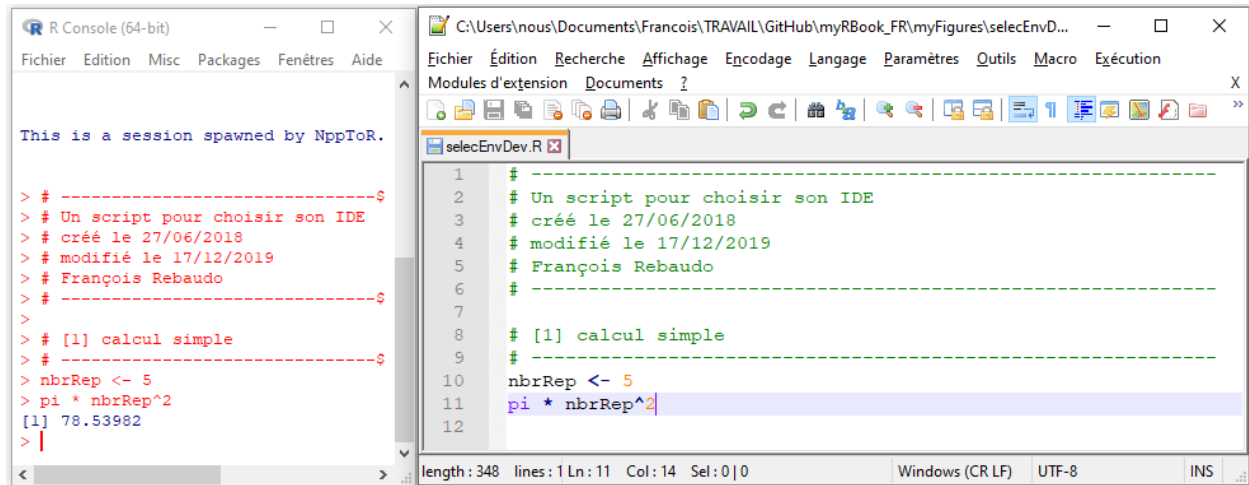 R Console (64-bit)
Fichier Edition Misc Packages Fenêtres Aide
This is a session spawned by NppToR.
> # ---------------------------------$
> # Un script pour choisir son IDE
> # créé le 27/06/2018
> # modifié le 17/12/2019
> # François Rebaudo
> # ---------------------------------$
>
> # [1] calcul simple
> # ---------------------------------$
> nbrRep <- 5
> pi * nbrRep^2
[1] 78.53982
>
C:\Users\nous\Documents\Francois\TRAVAIL\GitHub\myRBook_FR\myFigures\selecEnvD...
Fichier Édition Recherche Affichage Encodage Langage Paramètres Outils Macro Exécution
Modules d'extension Documents ? X
selecEnvDev.R
1 # ------------------------------------------------------------
2 # Un script pour choisir son IDE
3 # créé le 27/06/2018
4 # modifié le 17/12/2019
5 # François Rebaudo
6 # ------------------------------------------------------------
7
8 # [1] calcul simple
9 # ------------------------------------------------------------
10 nbrRep <- 5
11 pi * nbrRep^2
12
length : 348 lines : 1 Ln : 11 Col : 14 Sel : 0 | 0 Windows (CR LF) UTF-8 INS